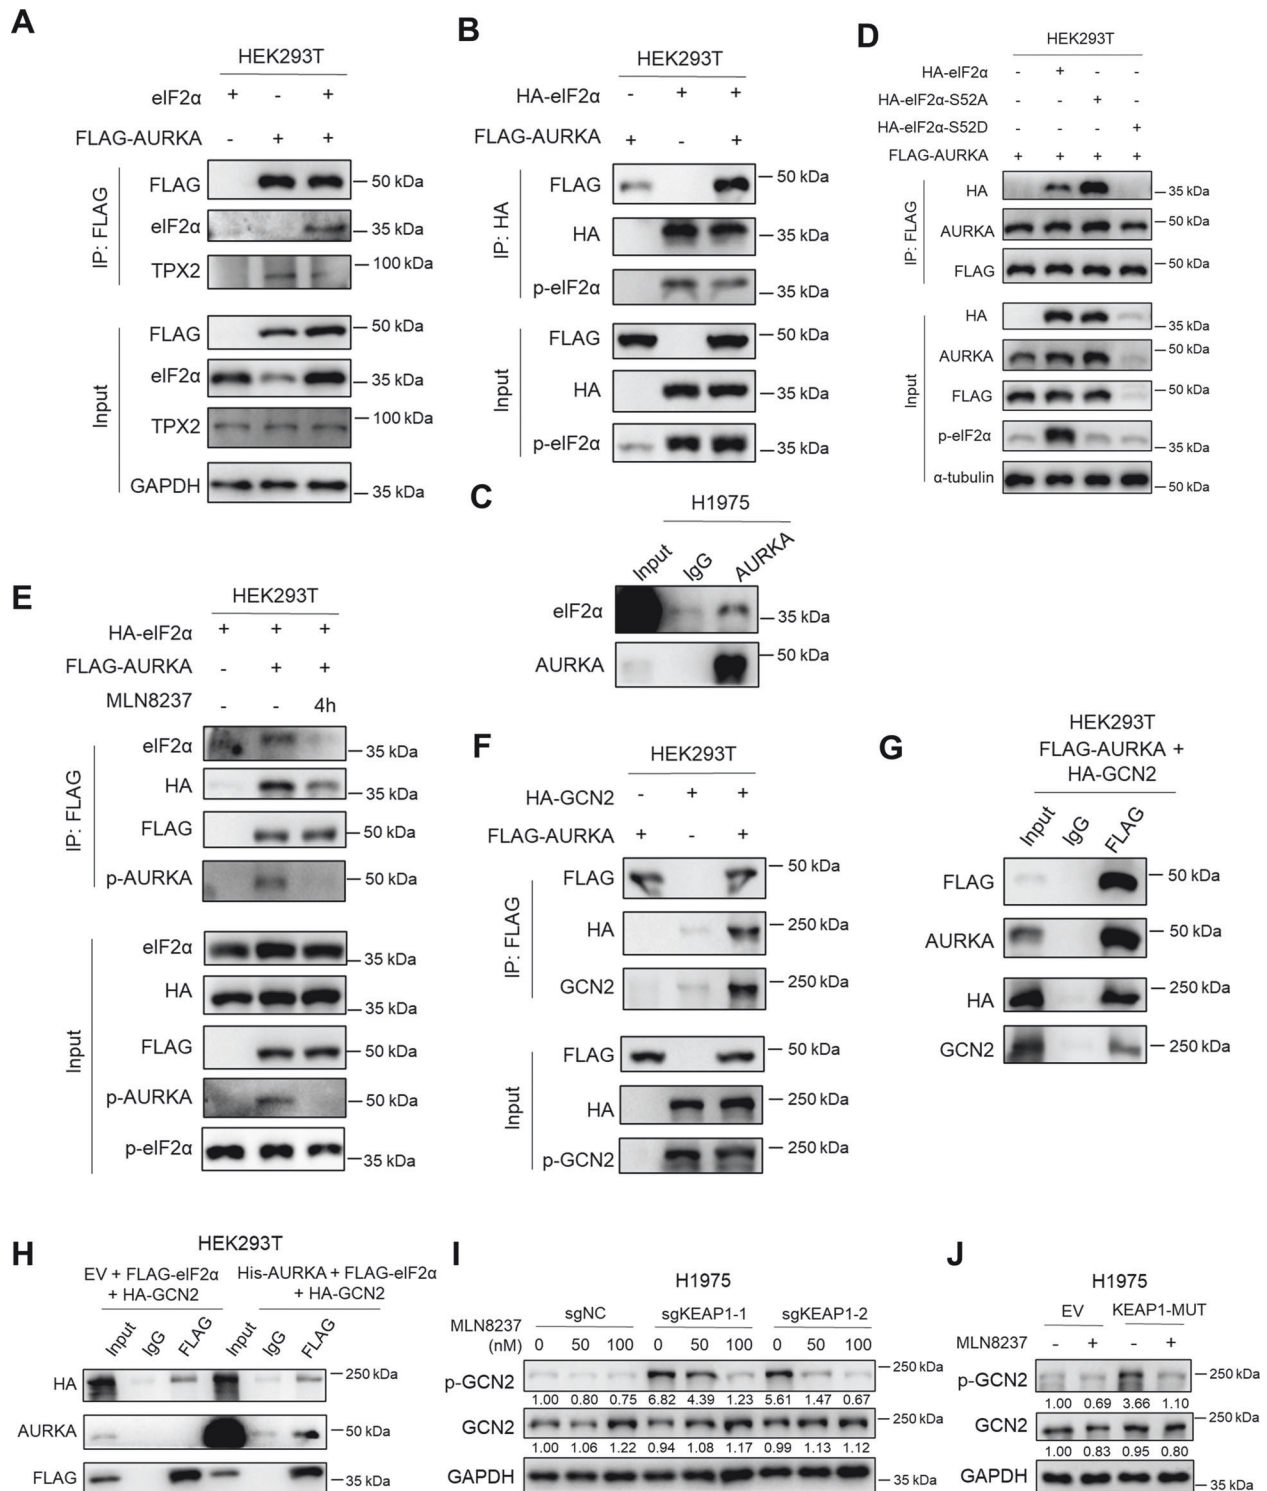 A
HEK293T
eIF2α + - +
FLAG-AURKA - + +
IP: FLAG
FLAG 50 kDa
eIF2α 35 kDa
TPX2 100 kDa
Input
FLAG 50 kDa
eIF2α 35 kDa
TPX2 100 kDa
GAPDH 35 kDa
B
HEK293T
HA-eIF2α - + +
FLAG-AURKA + - +
IP: HA
FLAG 50 kDa
HA 35 kDa
p-eIF2α 35 kDa
Input
FLAG 50 kDa
HA 35 kDa
p-eIF2α 35 kDa
C
H1975
Input IgG AURKA
eIF2α 35 kDa
AURKA 50 kDa
D
HEK293T
HA-eIF2α - + - -
HA-eIF2α-S52A - - + -
HA-eIF2α-S52D - - - +
FLAG-AURKA + + + +
IP: FLAG
HA 35 kDa
AURKA 50 kDa
FLAG 50 kDa
Input
HA 35 kDa
AURKA 50 kDa
FLAG 50 kDa
p-eIF2α 35 kDa
α-tubulin 50 kDa
E
HEK293T
HA-eIF2α + + +
FLAG-AURKA - + +
MLN8237 - - 4h
IP: FLAG
eIF2α 35 kDa
HA 35 kDa
FLAG 50 kDa
p-AURKA 50 kDa
Input
eIF2α 35 kDa
HA 35 kDa
FLAG 50 kDa
p-AURKA 50 kDa
p-eIF2α 35 kDa
F
HEK293T
HA-GCN2 - + +
FLAG-AURKA + - +
IP: FLAG
FLAG 50 kDa
HA 250 kDa
GCN2 250 kDa
Input
FLAG 50 kDa
HA 250 kDa
p-GCN2 250 kDa
G
HEK293T
FLAG-AURKA +
HA-GCN2
Input IgG FLAG
FLAG 50 kDa
AURKA 50 kDa
HA 250 kDa
GCN2 250 kDa
H
HEK293T
EV + FLAG-eIF2α
+ HA-GCN2
His-AURKA + FLAG-eIF2α
+ HA-GCN2
Input IgG FLAG Input IgG FLAG
HA 250 kDa
AURKA 50 kDa
FLAG 35 kDa
I
H1975
sgNC sgKEAP1-1 sgKEAP1-2
MLN8237
(nM) 0 50 100 0 50 100 0 50 100
p-GCN2 250 kDa
1.00 0.80 0.75 6.82 4.39 1.23 5.61 1.47 0.67
GCN2 250 kDa
1.00 1.06 1.22 0.94 1.08 1.17 0.99 1.13 1.12
GAPDH 35 kDa
J
H1975
EV KEAP1-MUT
MLN8237 - + - +
p-GCN2 250 kDa
1.00 0.69 3.66 1.10
GCN2 250 kDa
1.00 0.83 0.95 0.80
GAPDH 35 kDa